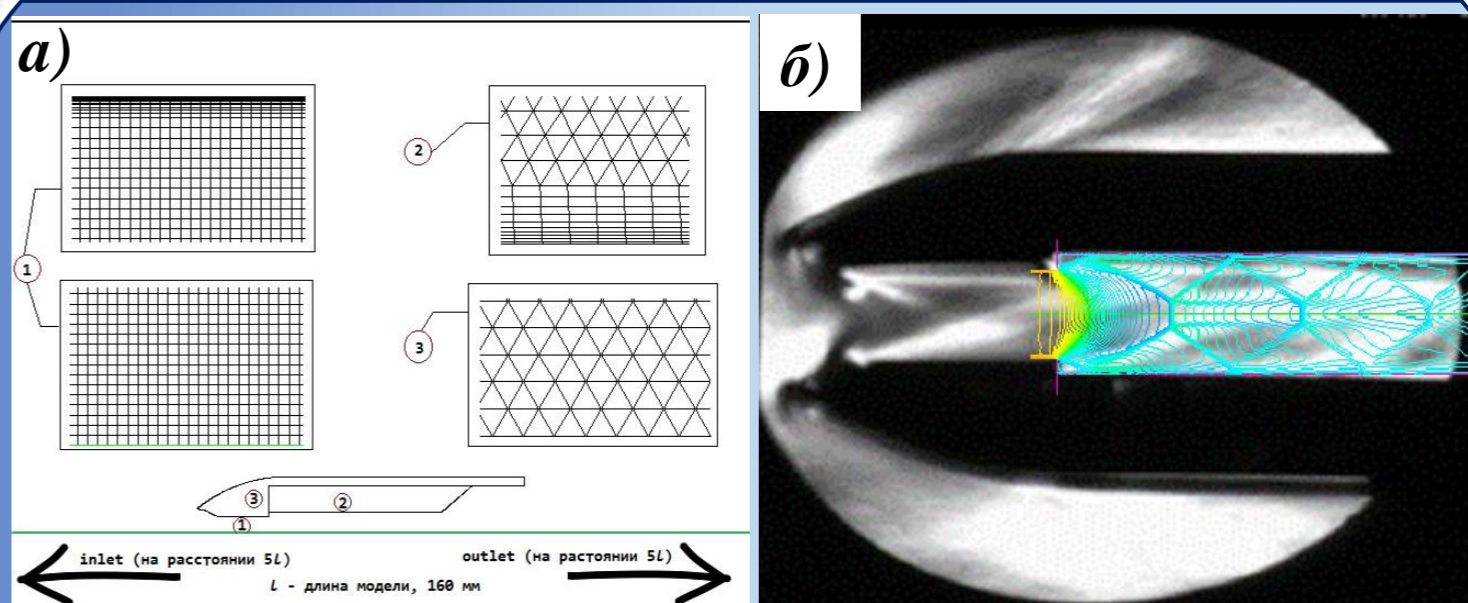 а)
б)
1
2
3
3
2
1
inlet (на расстоянии 5l)
outlet (на растоянии 5l)
l - длина модели, 160 мм